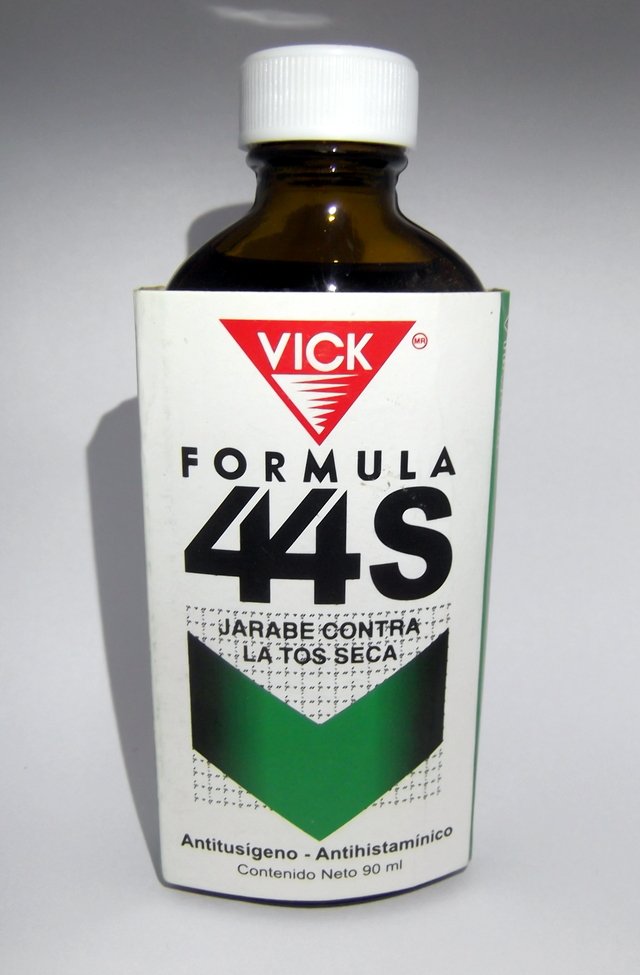 VICK
MR
FORMULA
44S
JARABE CONTRA
LA TOS SECA
Antitusígeno - Antihistamínico
Contenido Neto 90 ml